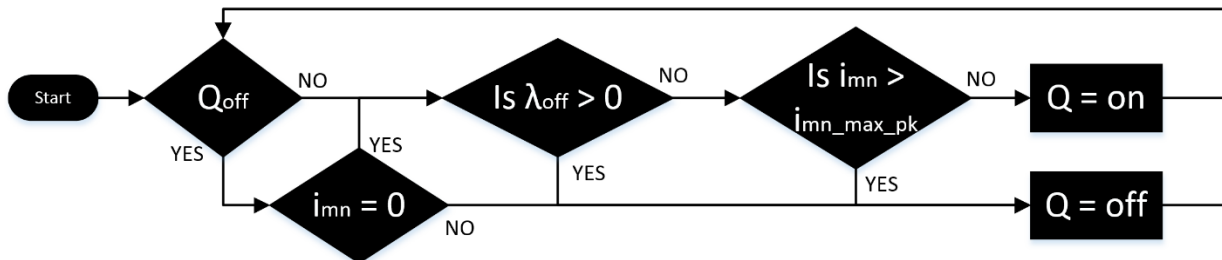 Start
Qoff
NO
YES
imn = 0
YES
NO
Is λoff > 0
NO
YES
Is imn >
imn_max_pk
NO
YES
Q = on
Q = off